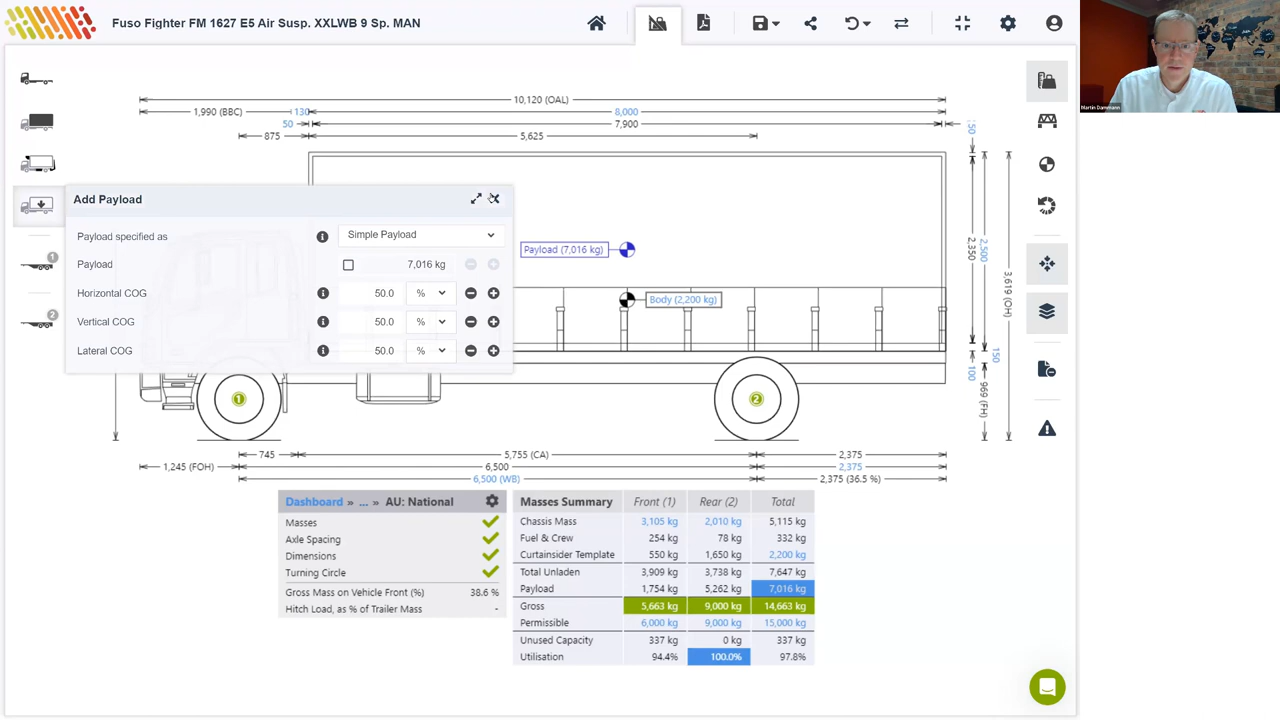 Fuso Fighter FM 1627 E5 Air Susp. XXLWB 9 Sp. MAN
Martin Dammann
10,120 (OAL)
1,990 (BBC)
130
8,000
50
7,900
50
875
5,625
Add Payload
Payload specified as
Simple Payload
Payload
7,016 kg
Horizontal COG
50.0
%
Vertical COG
50.0
%
Lateral COG
50.0
%
Payload (7,016 kg)
Body (2,200 kg)
2,350
2,500
3,619 (OH)
150
100
969 (FH)
1
2
1
2
745
5,755 (CA)
2,375
1,245 (FOH)
6,500
2,375
6,500 (WB)
2,375 (36.5 %)
Dashboard » ... » AU: National
Masses
Axle Spacing
Dimensions
Turning Circle
Gross Mass on Vehicle Front (%) 38.6 %
Hitch Load, as % of Trailer Mass -
Masses Summary Front (1) Rear (2) Total
Chassis Mass 3,105 kg 2,010 kg 5,115 kg
Fuel & Crew 254 kg 78 kg 332 kg
Curtainsider Template 550 kg 1,650 kg 2,200 kg
Total Unladen 3,909 kg 3,738 kg 7,647 kg
Payload 1,754 kg 5,262 kg 7,016 kg
Gross 5,663 kg 9,000 kg 14,663 kg
Permissible 6,000 kg 9,000 kg 15,000 kg
Unused Capacity 337 kg 0 kg 337 kg
Utilisation 94.4% 100.0% 97.8%